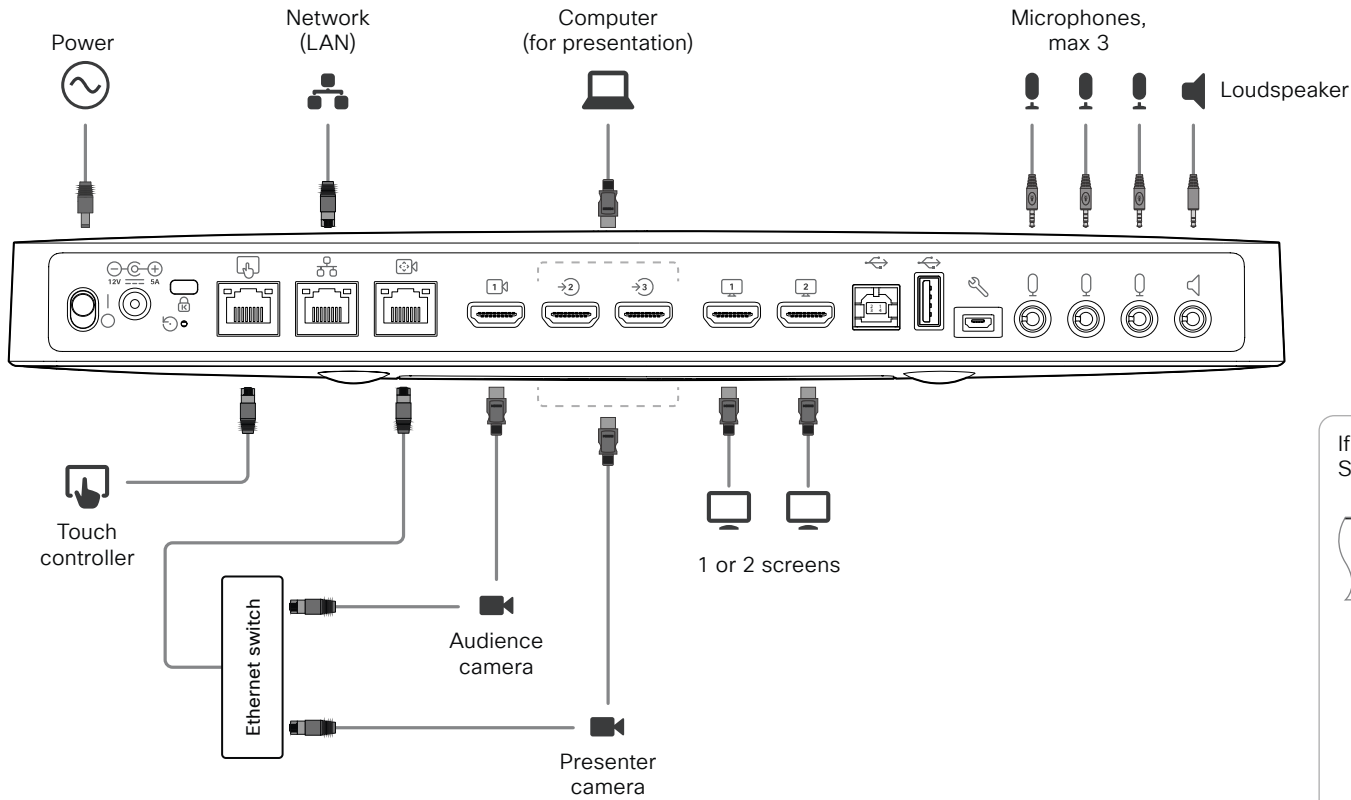 Power
Network
(LAN)
Computer
(for presentation)
Microphones,
max 3
Loudspeaker
12V
5A
K
1
2
3
1
2
Touch
controller
Ethernet switch
Audience
camera
Presenter
camera
1 or 2 screens
If
S